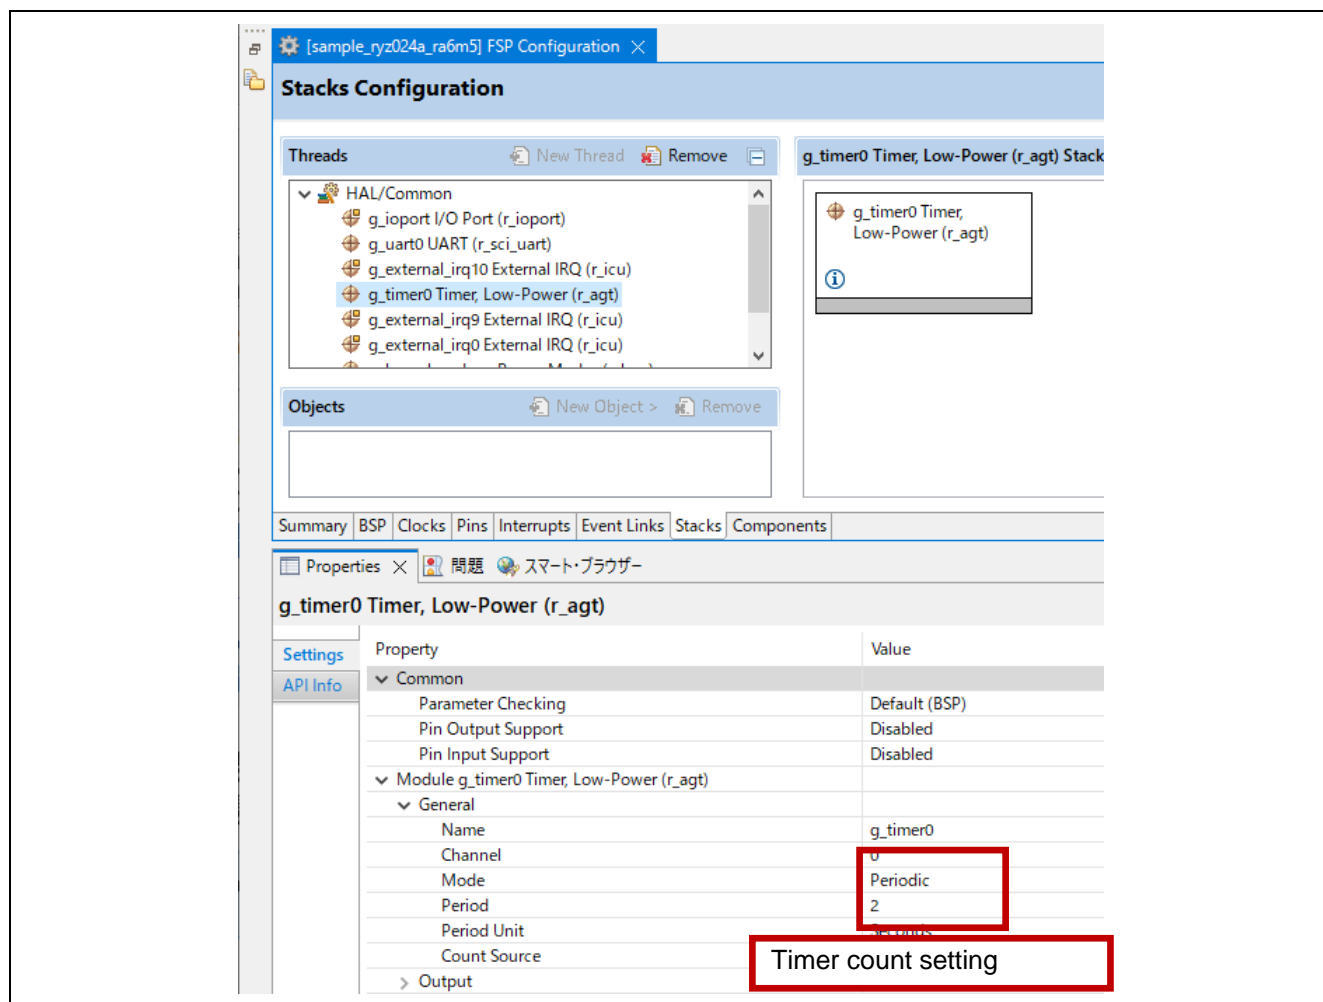 [sample_ryz024a_ra6m5] FSP Configuration
Stacks Configuration
Threads
New Thread
Remove
HAL/Common
g_ioport I/O Port (r_ioport)
g_uart0 UART (r_sci_uart)
g_external_irq10 External IRQ (r_icu)
g_timer0 Timer, Low-Power (r_agt)
g_external_irq9 External IRQ (r_icu)
g_external_irq0 External IRQ (r_icu)
g_timer0 Timer, Low-Power (r_agt) Stack
g_timer0 Timer,
Low-Power (r_agt)
Objects
New Object >
Remove
Summary BSP Clocks Pins Interrupts Event Links Stacks Components
Properties 問題 スマート・ブラウザー
g_timer0 Timer, Low-Power (r_agt)
Settings
API Info
Property Value
Common
Parameter Checking Default (BSP)
Pin Output Support Disabled
Pin Input Support Disabled
Module g_timer0 Timer, Low-Power (r_agt)
General
Name g_timer0
Channel 0
Mode Periodic
Period 2
Period Unit Seconds
Count Source
Timer count setting
Output